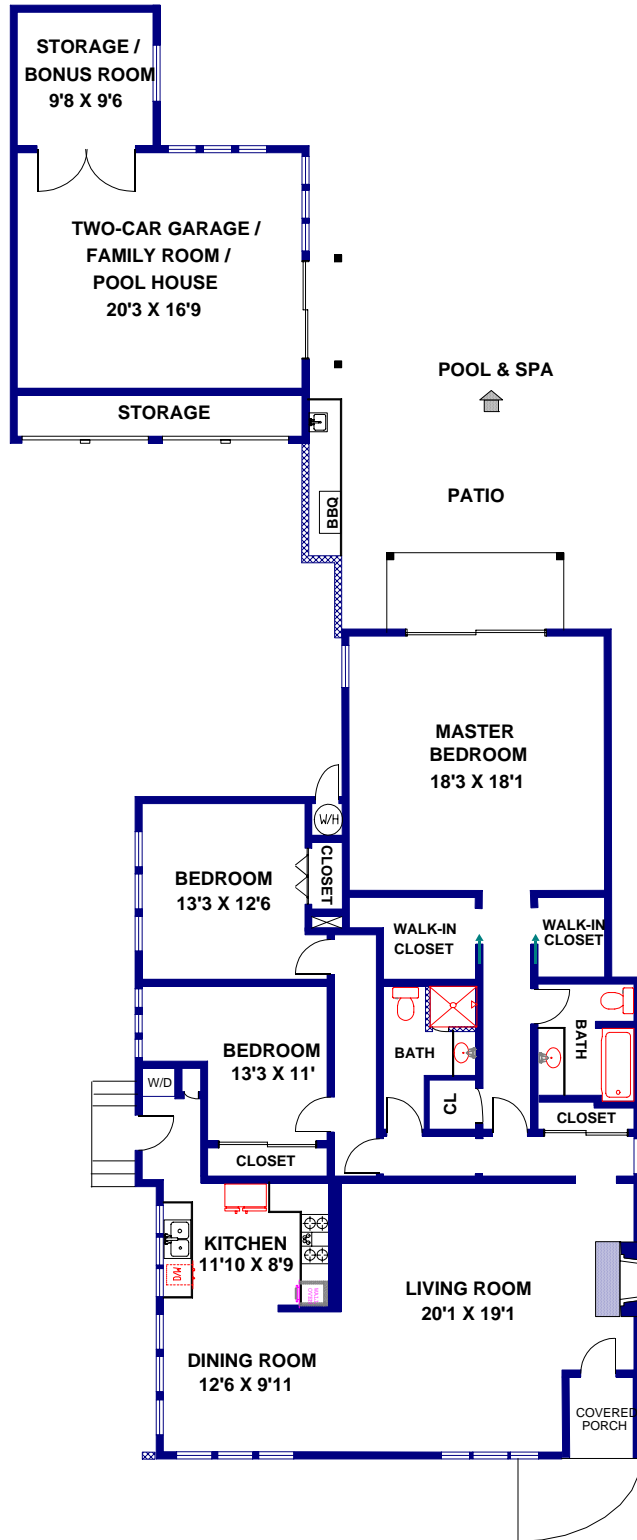 STORAGE /
BONUS ROOM
9'8 X 9'6
TWO-CAR GARAGE /
FAMILY ROOM /
POOL HOUSE
20'3 X 16'9
STORAGE
POOL & SPA
PATIO
BBQ
MASTER
BEDROOM
18'3 X 18'1
W/H
CLOSET
BEDROOM
13'3 X 12'6
WALK-IN
CLOSET
WALK-IN
CLOSET
BATH
BATH
BEDROOM
13'3 X 11'
W/D
CL
CLOSET
CLOSET
KITCHEN
11'10 X 8'9
D/W
WALL
OVEN
LIVING ROOM
20'1 X 19'1
DINING ROOM
12'6 X 9'11
COVERED
PORCH